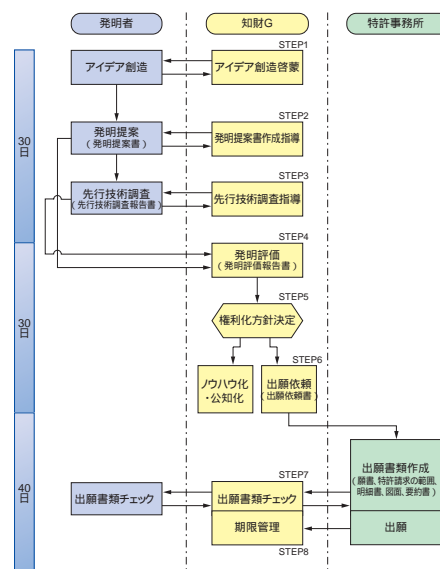 発明者
知財G
特許事務所
STEP1
アイデア創造
アイデア創造啓蒙
STEP2
発明提案
(発明提案書)
発明提案書作成指導
30日
STEP3
先行技術調査
(先行技術調査報告書)
先行技術調査指導
STEP4
発明評価
(発明評価報告書)
STEP5
権利化方針決定
30日
STEP6
ノウハウ化
・公知化
出願依頼
(出願依頼書)
40日
出願書類作成
(願書、特許請求の範囲、
明細書、図面、要約書)
STEP7
出願書類チェック
出願書類チェック
期限管理
出願
STEP8